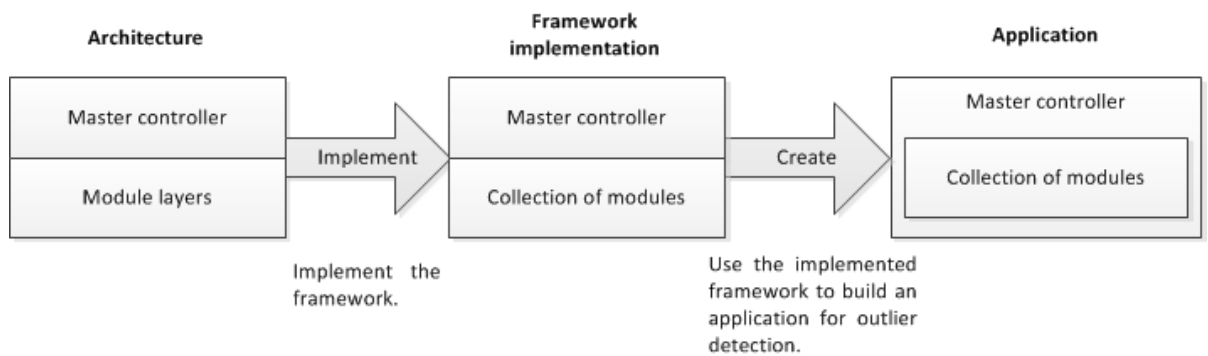 Architecture
Framework
implementation
Application
Master controller
Module layers
Implement
Master controller
Collection of modules
Create
Master controller
Collection of modules
Implement the
framework.
Use the implemented
framework to build an
application for outlier
detection.